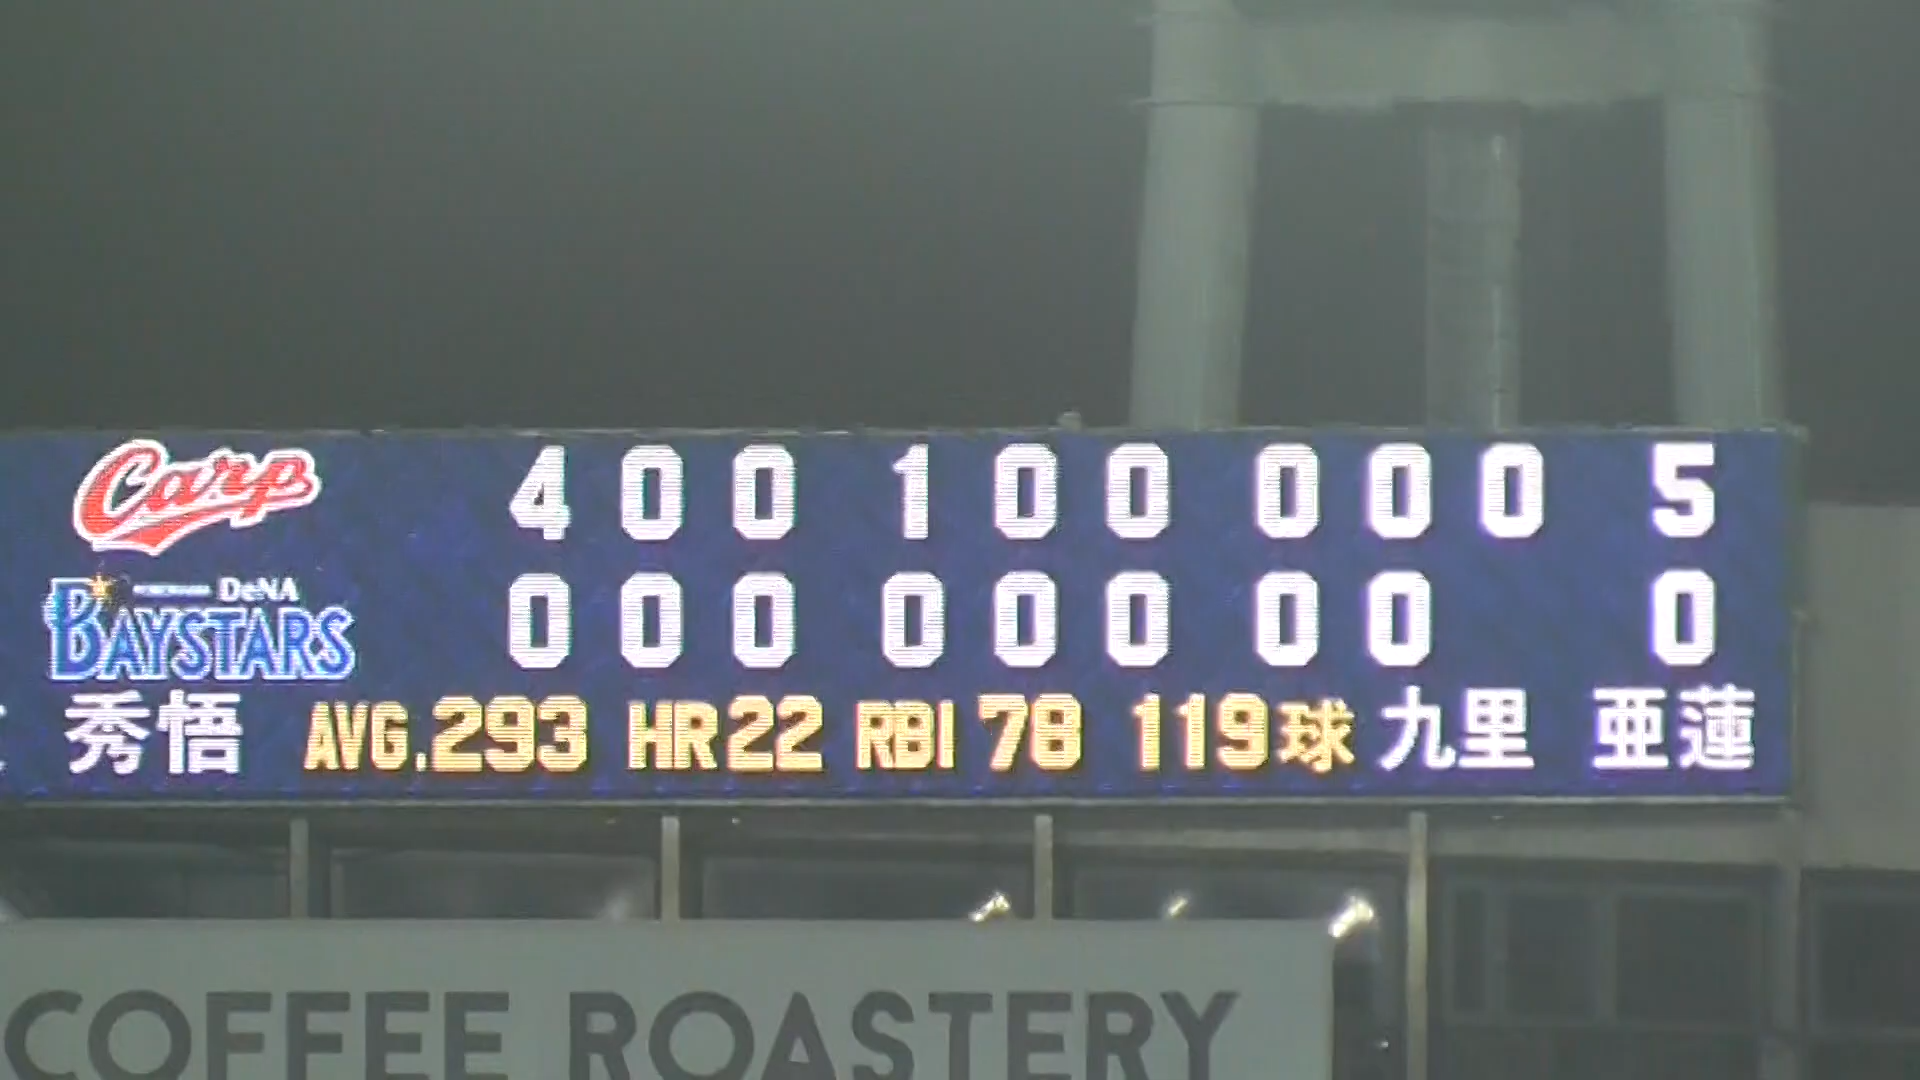 Carp 4 0 0 1 0 0 0 0 0 5
DeNA
BAYSTARS 0 0 0 0 0 0 0 0 0
秀悟 AVG.293 HR22 RBI 78 119球 九里 亜蓮
COFFEE ROASTERY